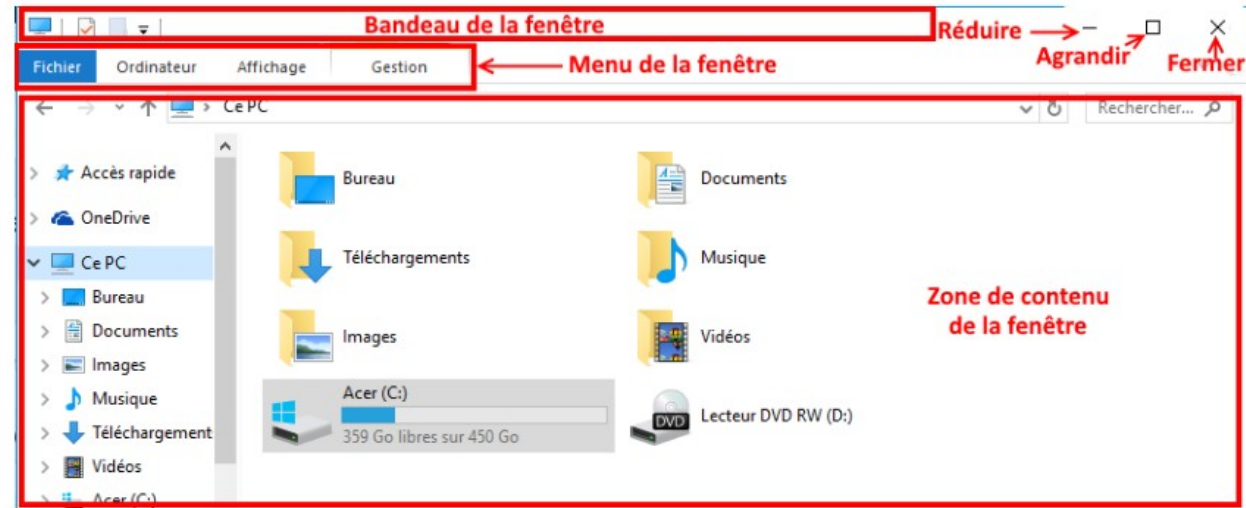 Bandeau de la fenêtre
Réduire
Agrandir
Fermer
Fichier Ordinateur Affichage Gestion
Menu de la fenêtre
Ce PC
Rechercher...
Accès rapide
OneDrive
Ce PC
Bureau
Documents
Images
Musique
Téléchargement
Vidéos
Acer (C:)
Bureau
Documents
Téléchargements
Musique
Images
Vidéos
Acer (C:)
359 Go libres sur 450 Go
DVD
Lecteur DVD RW (D:)
Zone de contenu
de la fenêtre